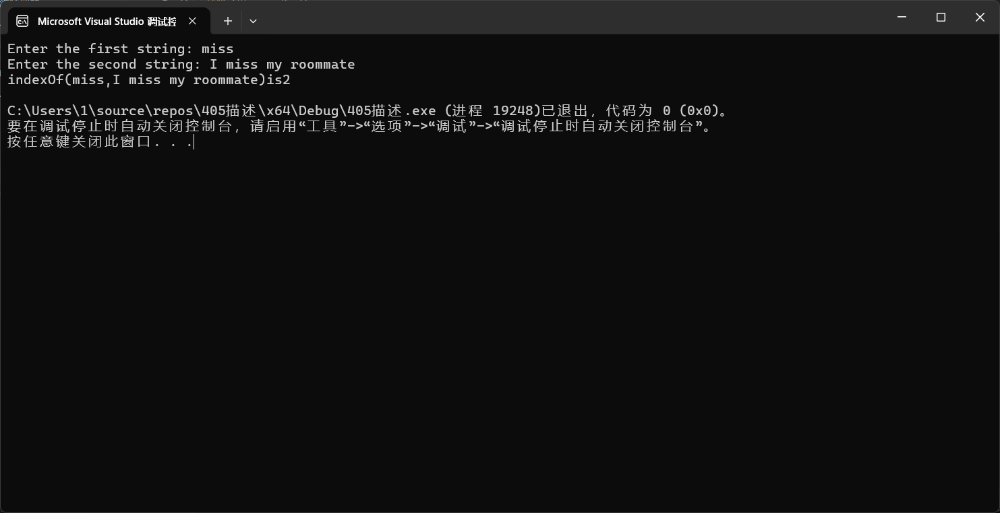 Microsoft Visual Studio 调试控
Enter the first string: miss
Enter the second string: I miss my roommate
indexOf(miss,I miss my roommate)is2
C:\Users\1\source\repos\405描述\x64\Debug\405描述.exe (进程 19248)已退出，代码为 0 (0x0)。
要在调试停止时自动关闭控制台，请启用“工具”->“选项”->“调试”->“调试停止时自动关闭控制台”。
按任意键关闭此窗口. . .